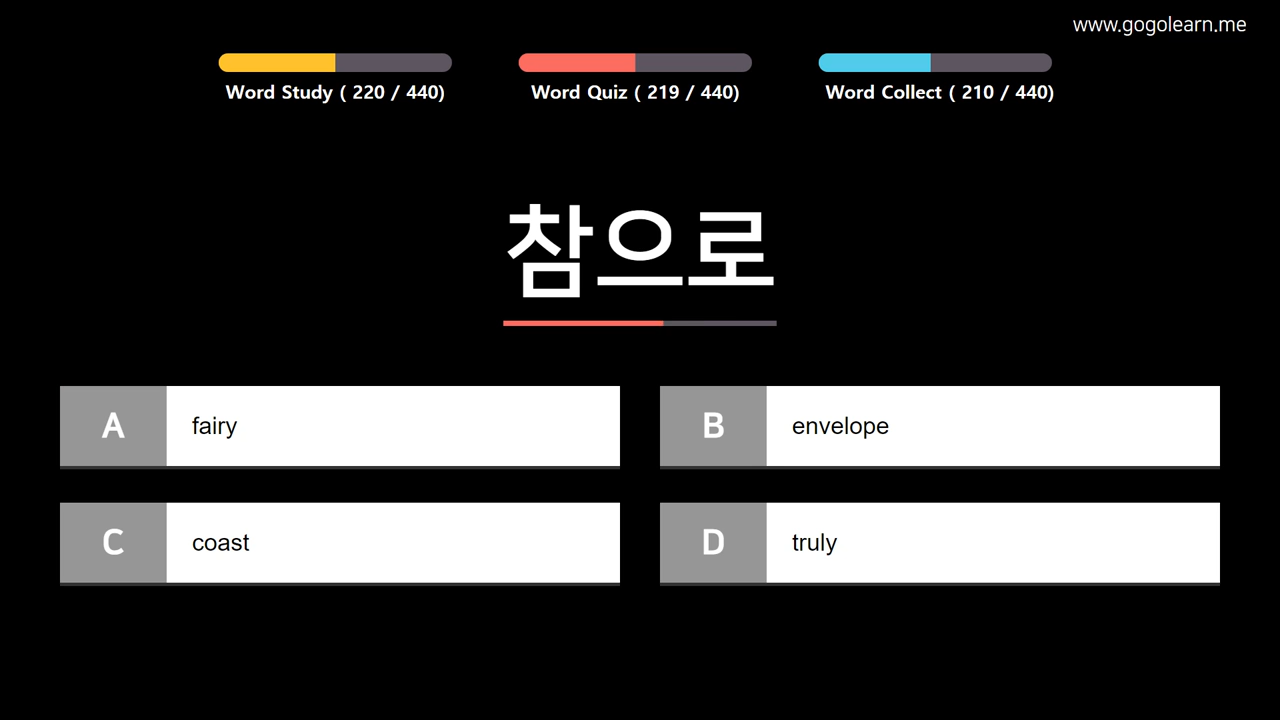 www.gogolearn.me
Word Study ( 220 / 440)
Word Quiz ( 219 / 440)
Word Collect ( 210 / 440)
참으로
A fairy
B envelope
C coast
D truly